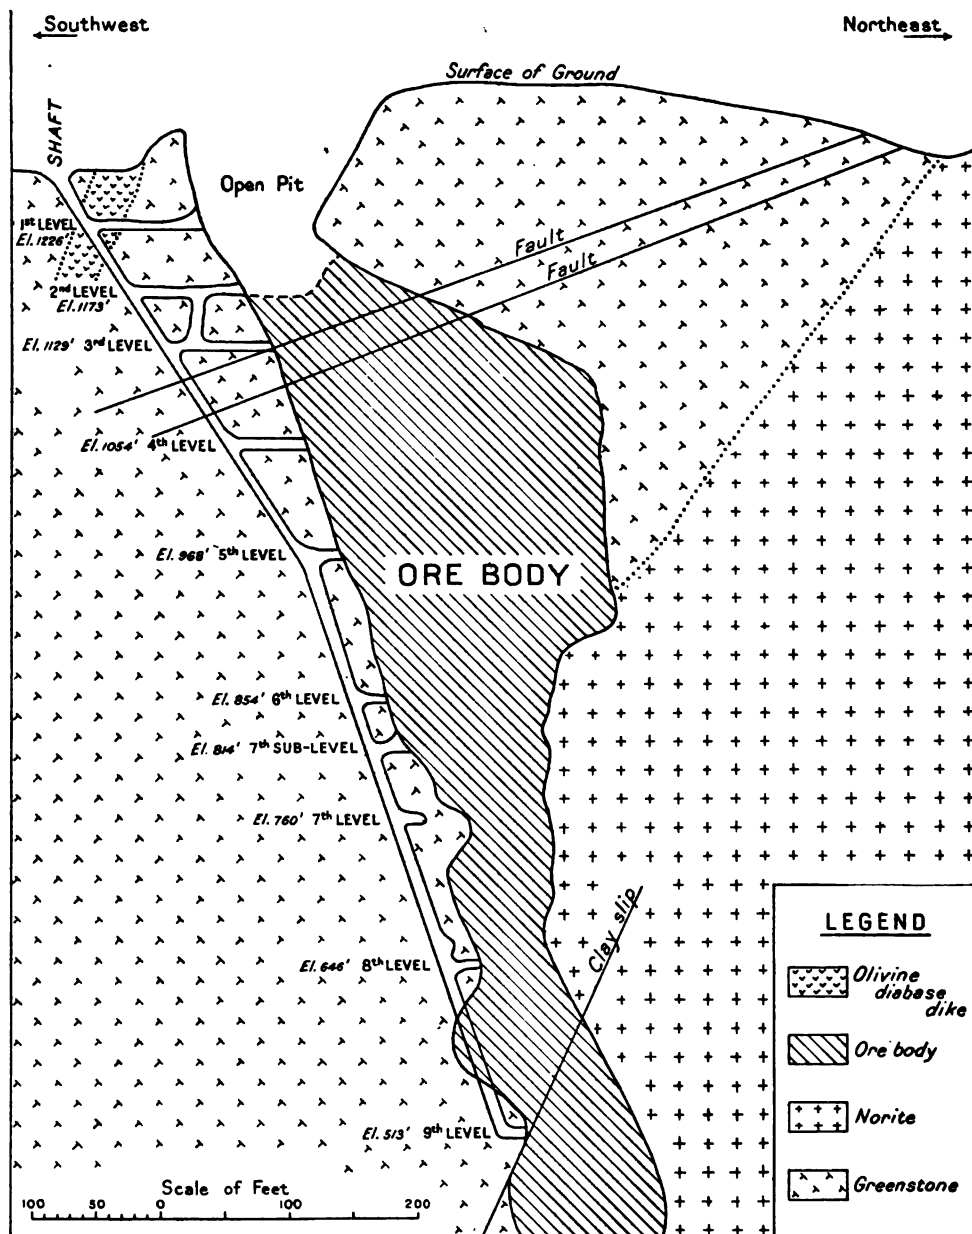 Southwest
Northeast
Surface of Ground
SHAFT
Open Pit
1st LEVEL
El. 1226'
Fault
Fault
2nd LEVEL
El. 1173'
El. 1129' 3rd LEVEL
El. 1054' 4th LEVEL
El. 968' 5th LEVEL
ORE BODY
El. 854' 6th LEVEL
El. 814' 7th SUB-LEVEL
El. 760' 7th LEVEL
Clay slip
El. 646' 8th LEVEL
El. 513' 9th LEVEL
Scale of Feet
100 50 0 100 200
LEGEND
Olivine
diabase
dike
Ore body
Norite
Greenstone